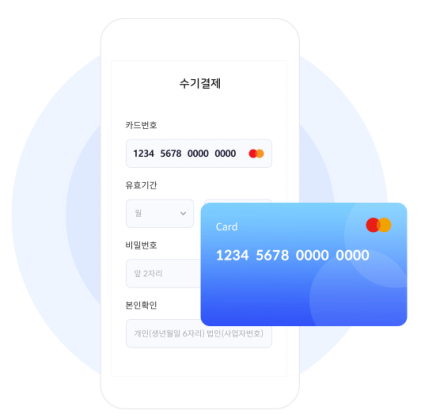 수기결제
카드번호
1234 5678 0000 0000
유효기간
월
Card
1234 5678 0000 0000
비밀번호
앞 2자리
본인확인
개인(생년월일 6자리) 법인(사업자번호)